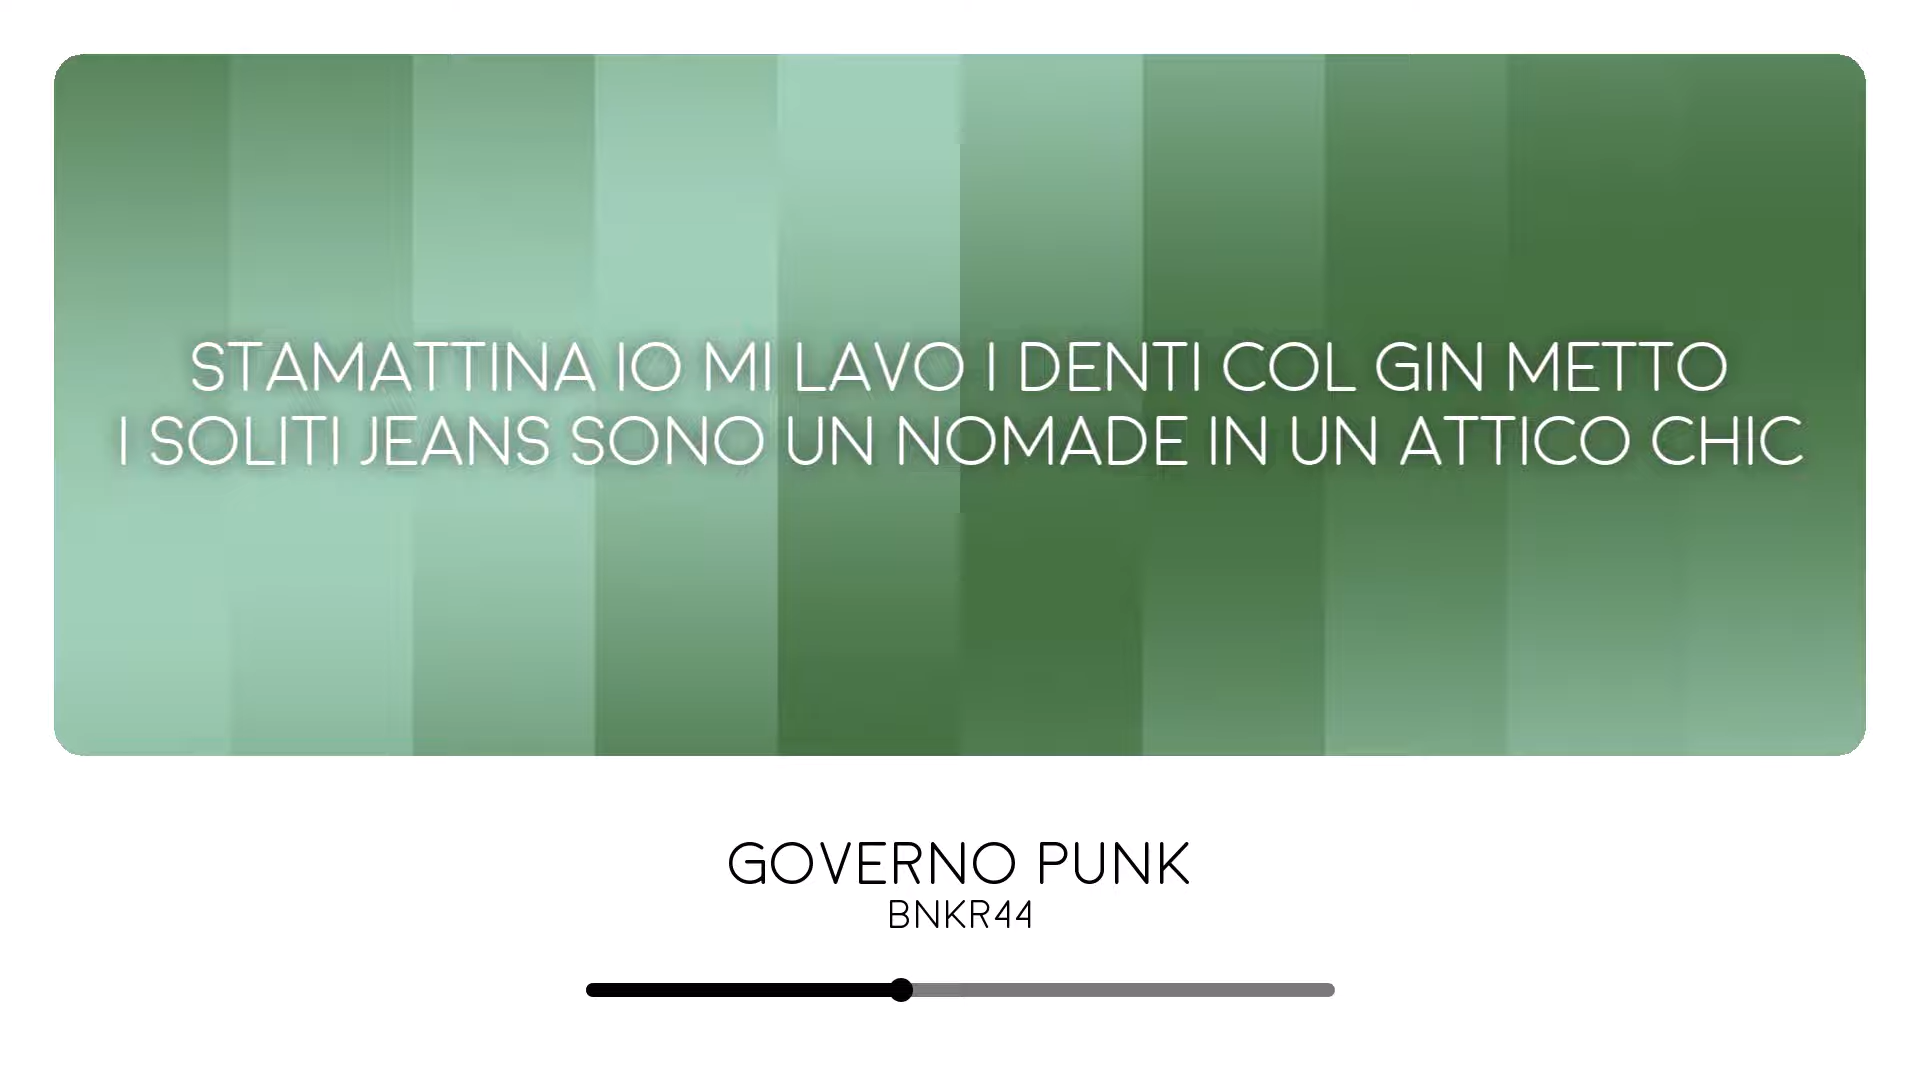 STAMATTINA IO MI LAVO I DENTI COL GIN METTO
I SOLITI JEANS SONO UN NOMADE IN UN ATTICO CHIC
GOVERNO PUNK
BNKR44